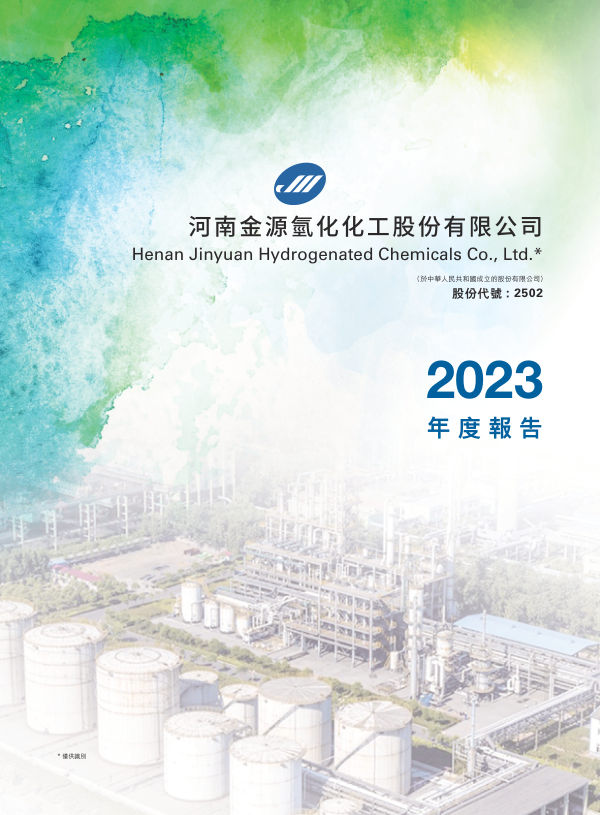 河南金源氫化化工股份有限公司
Henan Jinyuan Hydrogenated Chemicals Co., Ltd.*
(於中華人民共和國成立的股份有限公司)
股份代號：2502
2023
年度報告
* 僅供識別